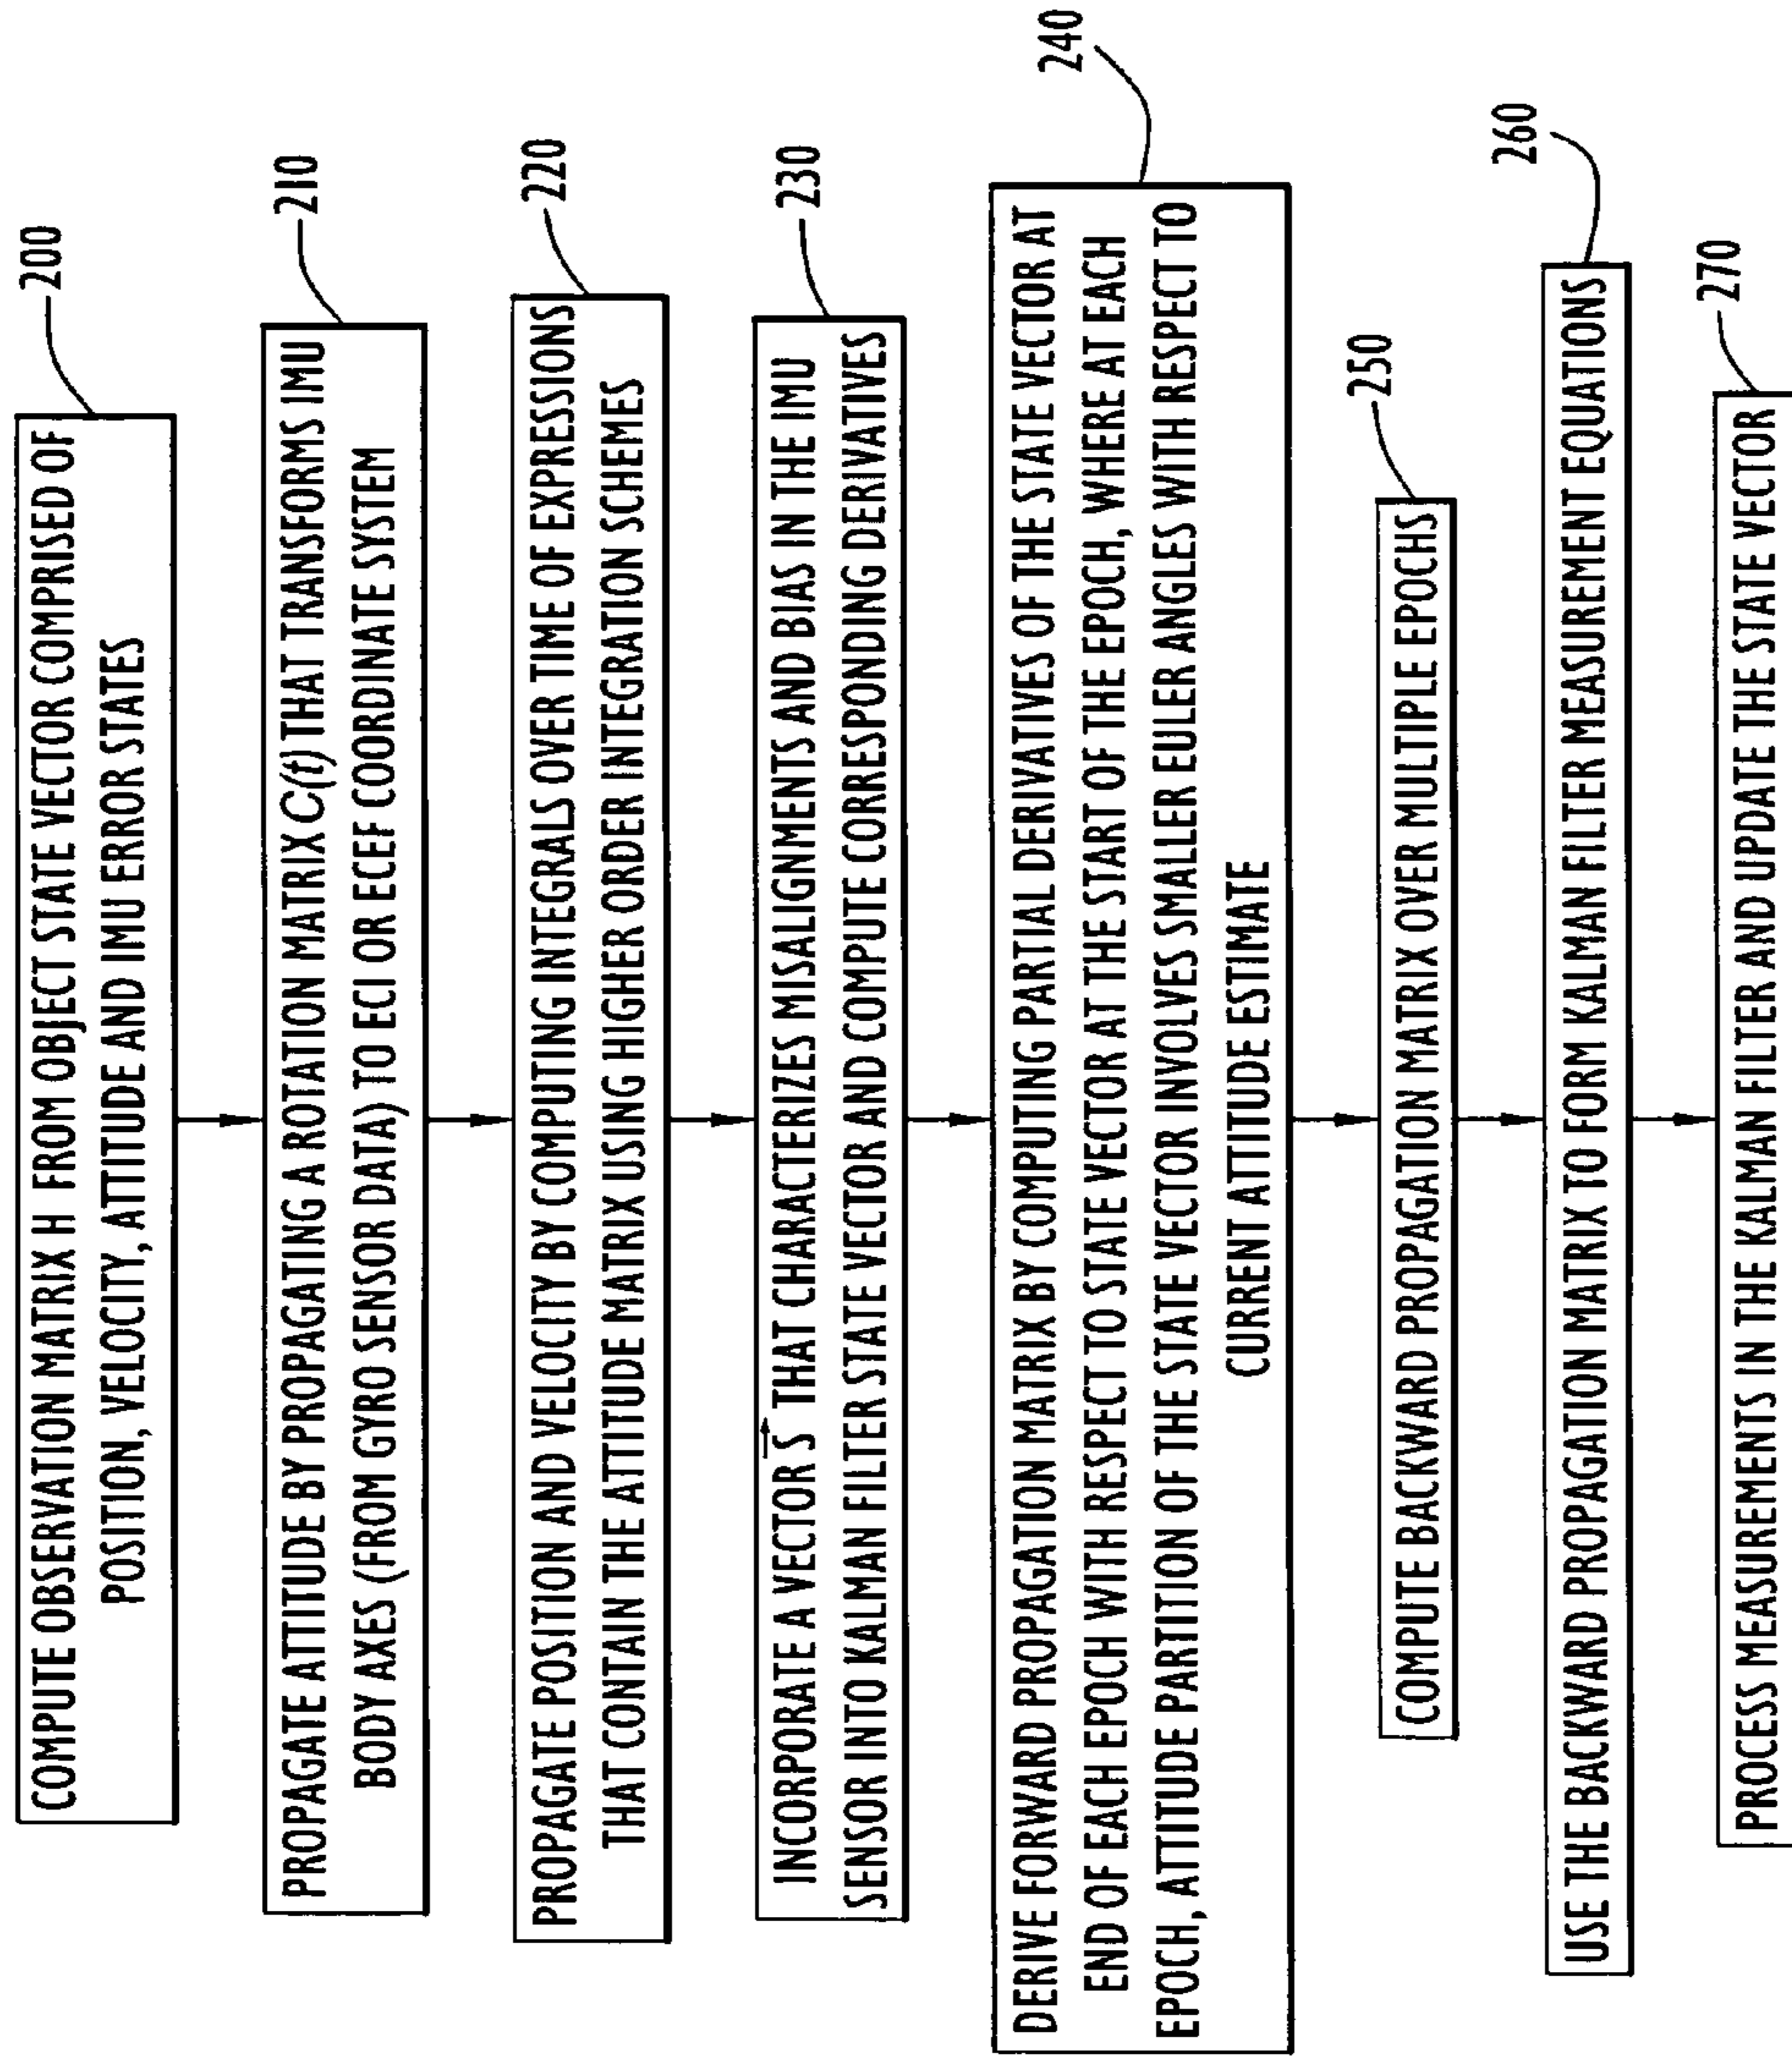 200
COMPUTE OBSERVATION MATRIX H FROM OBJECT STATE VECTOR COMPRISED OF
POSITION, VELOCITY, ATTITUDE AND IMU ERROR STATES
210
PROPAGATE ATTITUDE BY PROPAGATING A ROTATION MATRIX C(t) THAT TRANSFORMS IMU
BODY AXES (FROM GYRO SENSOR DATA) TO ECI OR ECEF COORDINATE SYSTEM
220
PROPAGATE POSITION AND VELOCITY BY COMPUTING INTEGRALS OVER TIME OF EXPRESSIONS
THAT CONTAIN THE ATTITUDE MATRIX USING HIGHER ORDER INTEGRATION SCHEMES
230
INCORPORATE A VECTOR S⃗ THAT CHARACTERIZES MISALIGNMENTS AND BIAS IN THE IMU
SENSOR INTO KALMAN FILTER STATE VECTOR AND COMPUTE CORRESPONDING DERIVATIVES
240
DERIVE FORWARD PROPAGATION MATRIX BY COMPUTING PARTIAL DERIVATIVES OF THE STATE VECTOR AT
END OF EACH EPOCH WITH RESPECT TO STATE VECTOR AT THE START OF THE EPOCH, WHERE AT EACH
EPOCH, ATTITUDE PARTITION OF THE STATE VECTOR INVOLVES SMALLER EULER ANGLES WITH RESPECT TO
CURRENT ATTITUDE ESTIMATE
250
COMPUTE BACKWARD PROPAGATION MATRIX OVER MULTIPLE EPOCHS
260
USE THE BACKWARD PROPAGATION MATRIX TO FORM KALMAN FILTER MEASUREMENT EQUATIONS
270
PROCESS MEASUREMENTS IN THE KALMAN FILTER AND UPDATE THE STATE VECTOR